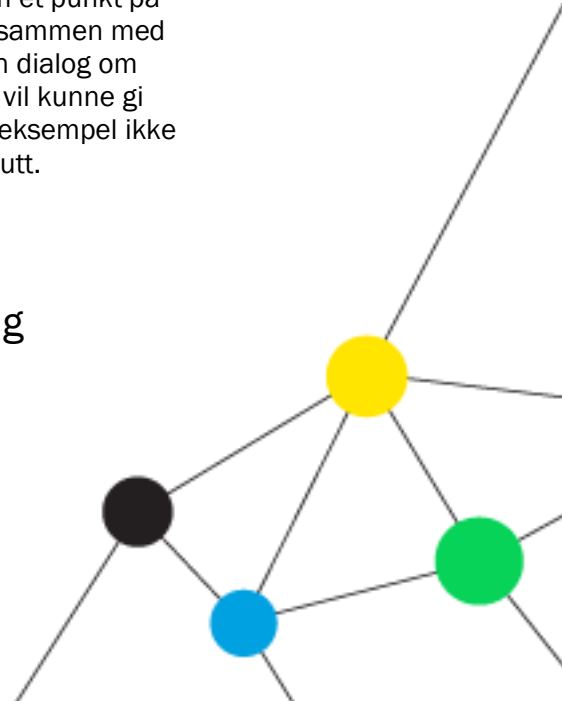 et punkt på
sammen med
dialog om
vil kunne gi
eksempel ikke
utt.
g